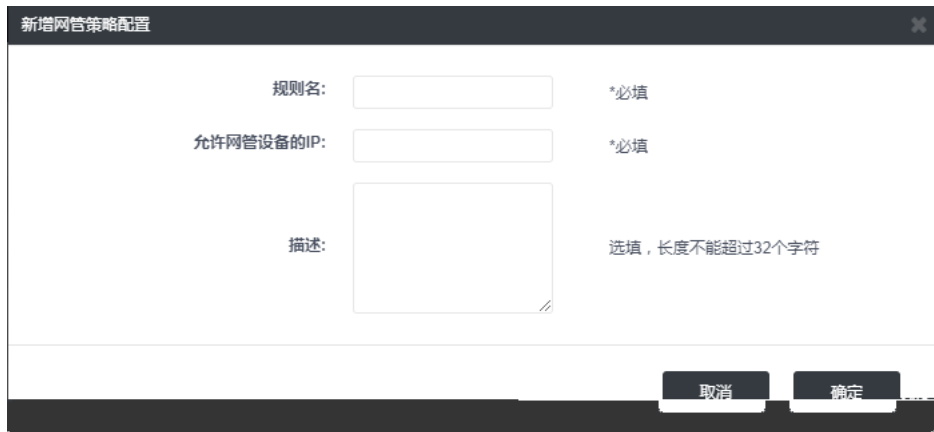 新增网管策略配置
规则名:
*必填
允许网管设备的IP:
*必填
描述:
选填，长度不能超过32个字符
取消
确定